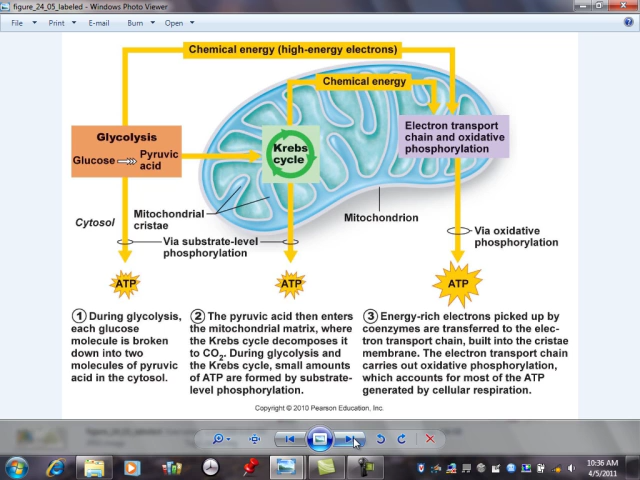 figure_24_05_labeled - Windows Photo Viewer
File Print E-mail Burn Open
Chemical energy (high-energy electrons)
Chemical energy
Glycolysis
Glucose
Pyruvic
acid
Krebs
cycle
Electron transport
chain and oxidative
phosphorylation
Cytosol
Mitochondrial
cristae
Mitochondrion
Via substrate-level
phosphorylation
Via oxidative
phosphorylation
ATP
ATP
ATP
1 During glycolysis,
each glucose
molecule is broken
down into two
molecules of pyruvic
acid in the cytosol.
2 The pyruvic acid then enters
the mitochondrial matrix, where
the Krebs cycle decomposes it
to CO2. During glycolysis and
the Krebs cycle, small amounts
of ATP are formed by substrate-
level phosphorylation.
3 Energy-rich electrons picked up by
coenzymes are transferred to the elec-
tron transport chain, built into the cristae
membrane. The electron transport chain
carries out oxidative phosphorylation,
which accounts for most of the ATP
generated by cellular respiration.
Copyright © 2010 Pearson Education, Inc.
10:36 AM
4/5/2011